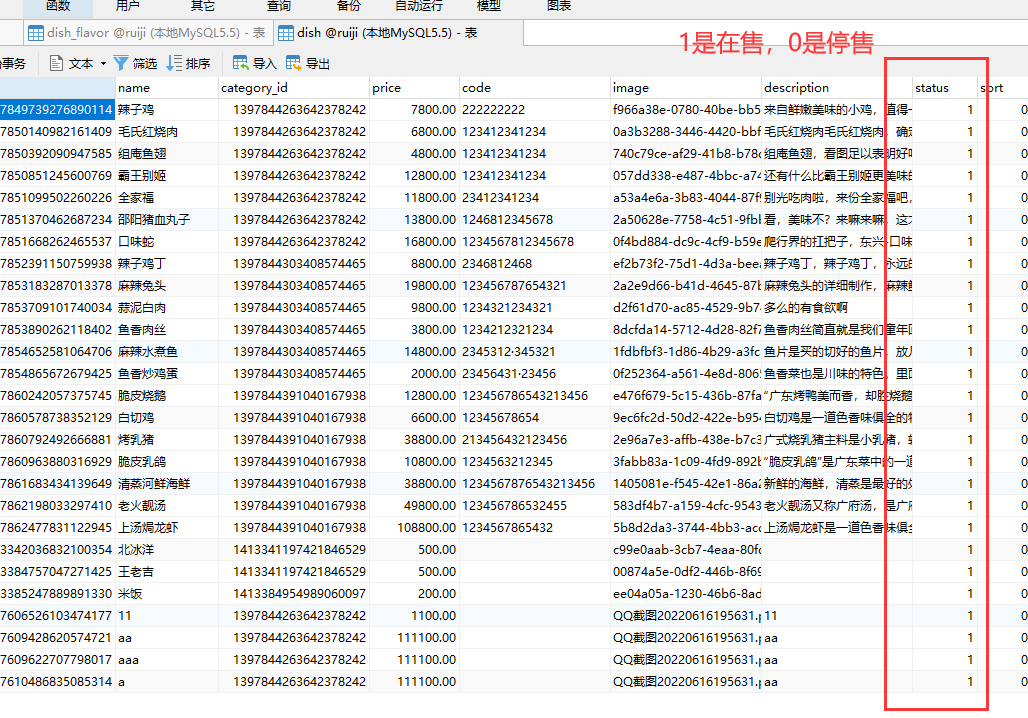 函数 用户 其它 查询 备份 自动运行 模型 图表
dish_flavor @ruiji (本地MySQL5.5) - 表 dish @ruiji (本地MySQL5.5) - 表
1是在售，0是停售
事务 文本 筛选 排序 导入 导出
name category_id price code image description status sort
7849739276890114 辣子鸡 1397844263642378242 7800.00 222222222 f966a38e-0780-40be-bb5 来自鲜嫩美味的小鸡，值得一 1 0
7850140982161409 毛氏红烧肉 1397844263642378242 6800.00 123412341234 0a3b3288-3446-4420-bbf 毛氏红烧肉毛氏红烧肉，确定 1 0
7850392090947585 组庵鱼翅 1397844263642378242 4800.00 123412341234 740c79ce-af29-41b8-b78 组庵鱼翅，看图足以表明好吃 1 0
7850851245600769 霸王别姬 1397844263642378242 12800.00 123412341234 057dd338-e487-4bbc-a74 还有什么比霸王别姬更美味的 1 0
7851099502260226 全家福 1397844263642378242 11800.00 23412341234 a53a4e6a-3b83-4044-87f 别光吃肉啦，来份全家福吧， 1 0
7851370462687234 邵阳猪血丸子 1397844263642378242 13800.00 1246812345678 2a50628e-7758-4c51-9fb 看，美味不？来嘛来嘛，这才 1 0
7851668262465537 口味蛇 1397844263642378242 16800.00 1234567812345678 0f4bd884-dc9c-4cf9-b59e 爬行界的扛把子，东兴-口味 1 0
7852391150759938 辣子鸡丁 1397844303408574465 8800.00 2346812468 ef2b73f2-75d1-4d3a-bee 辣子鸡丁，辣子鸡丁，永远的 1 0
7853183287013378 麻辣兔头 1397844303408574465 19800.00 123456787654321 2a2e9d66-b41d-4645-87 麻辣兔头的详细制作，麻辣鲜 1 0
7853709101740034 蒜泥白肉 1397844303408574465 9800.00 1234321234321 d2f61d70-ac85-4529-9b7 多么的有食欲啊 1 0
7853890262118402 鱼香肉丝 1397844303408574465 3800.00 1234212321234 8dcfda14-5712-4d28-82f 鱼香肉丝简直就是我们童年回 1 0
7854652581064706 麻辣水煮鱼 1397844303408574465 14800.00 2345312·345321 1fdbfbf3-1d86-4b29-a3fc 鱼片是买的切好的鱼片，放几 1 0
7854865672679425 鱼香炒鸡蛋 1397844303408574465 2000.00 23456431·23456 0f252364-a561-4e8d-806 鱼香菜也是川味的特色，里面 1 0
7860242057375745 脆皮烧鹅 1397844391040167938 12800.00 123456786543213456 e476f679-5c15-436b-87fa “广东烤鸭美而香，却胜烧鹅 1 0
7860578738352129 白切鸡 1397844391040167938 6600.00 12345678654 9ec6fc2d-50d2-422e-b95 白切鸡是一道色香味俱全的特 1 0
7860792492666881 烤乳猪 1397844391040167938 38800.00 213456432123456 2e96a7e3-affb-438e-b7c 广式烧乳猪主料是小乳猪， 1 0
7860963880316929 脆皮乳鸽 1397844391040167938 10800.00 1234563212345 3fabb83a-1c09-4fd9-892 “脆皮乳鸽”是广东菜中的一道 1 0
7861683434139649 清蒸河鲜海鲜 1397844391040167938 38800.00 1234567876543213456 1405081e-f545-42e1-86a 新鲜的海鲜，清蒸是最好的 1 0
7862198033297410 老火靓汤 1397844391040167938 49800.00 123456786532455 583df4b7-a159-4cfc-9543 老火靓汤又称广府汤，是广 1 0
7862477831122945 上汤焗龙虾 1397844391040167938 108800.00 1234567865432 5b8d2da3-3744-4bb3-ac 上汤焗龙虾是一道色香味俱全 1 0
3342036832100354 北冰洋 1413341197421846529 500.00 c99e0aab-3cb7-4eaa-80f 1 0
3384757047271425 王老吉 1413341197421846529 500.00 00874a5e-0df2-446b-8f69 1 0
3385247889891330 米饭 1413384954989060097 200.00 ee04a05a-1230-46b6-8ad 1 0
7606526103474177 11 1397844263642378242 1100.00 QQ截图20220616195631. 11 1 0
7609428620574721 aa 1397844263642378242 111100.00 QQ截图20220616195631. aa 1 0
7609622707798017 aaa 1397844263642378242 111100.00 QQ截图20220616195631. aa 1 0
7610486835085314 a 1397844263642378242 111100.00 QQ截图20220616195631. aa 1 0